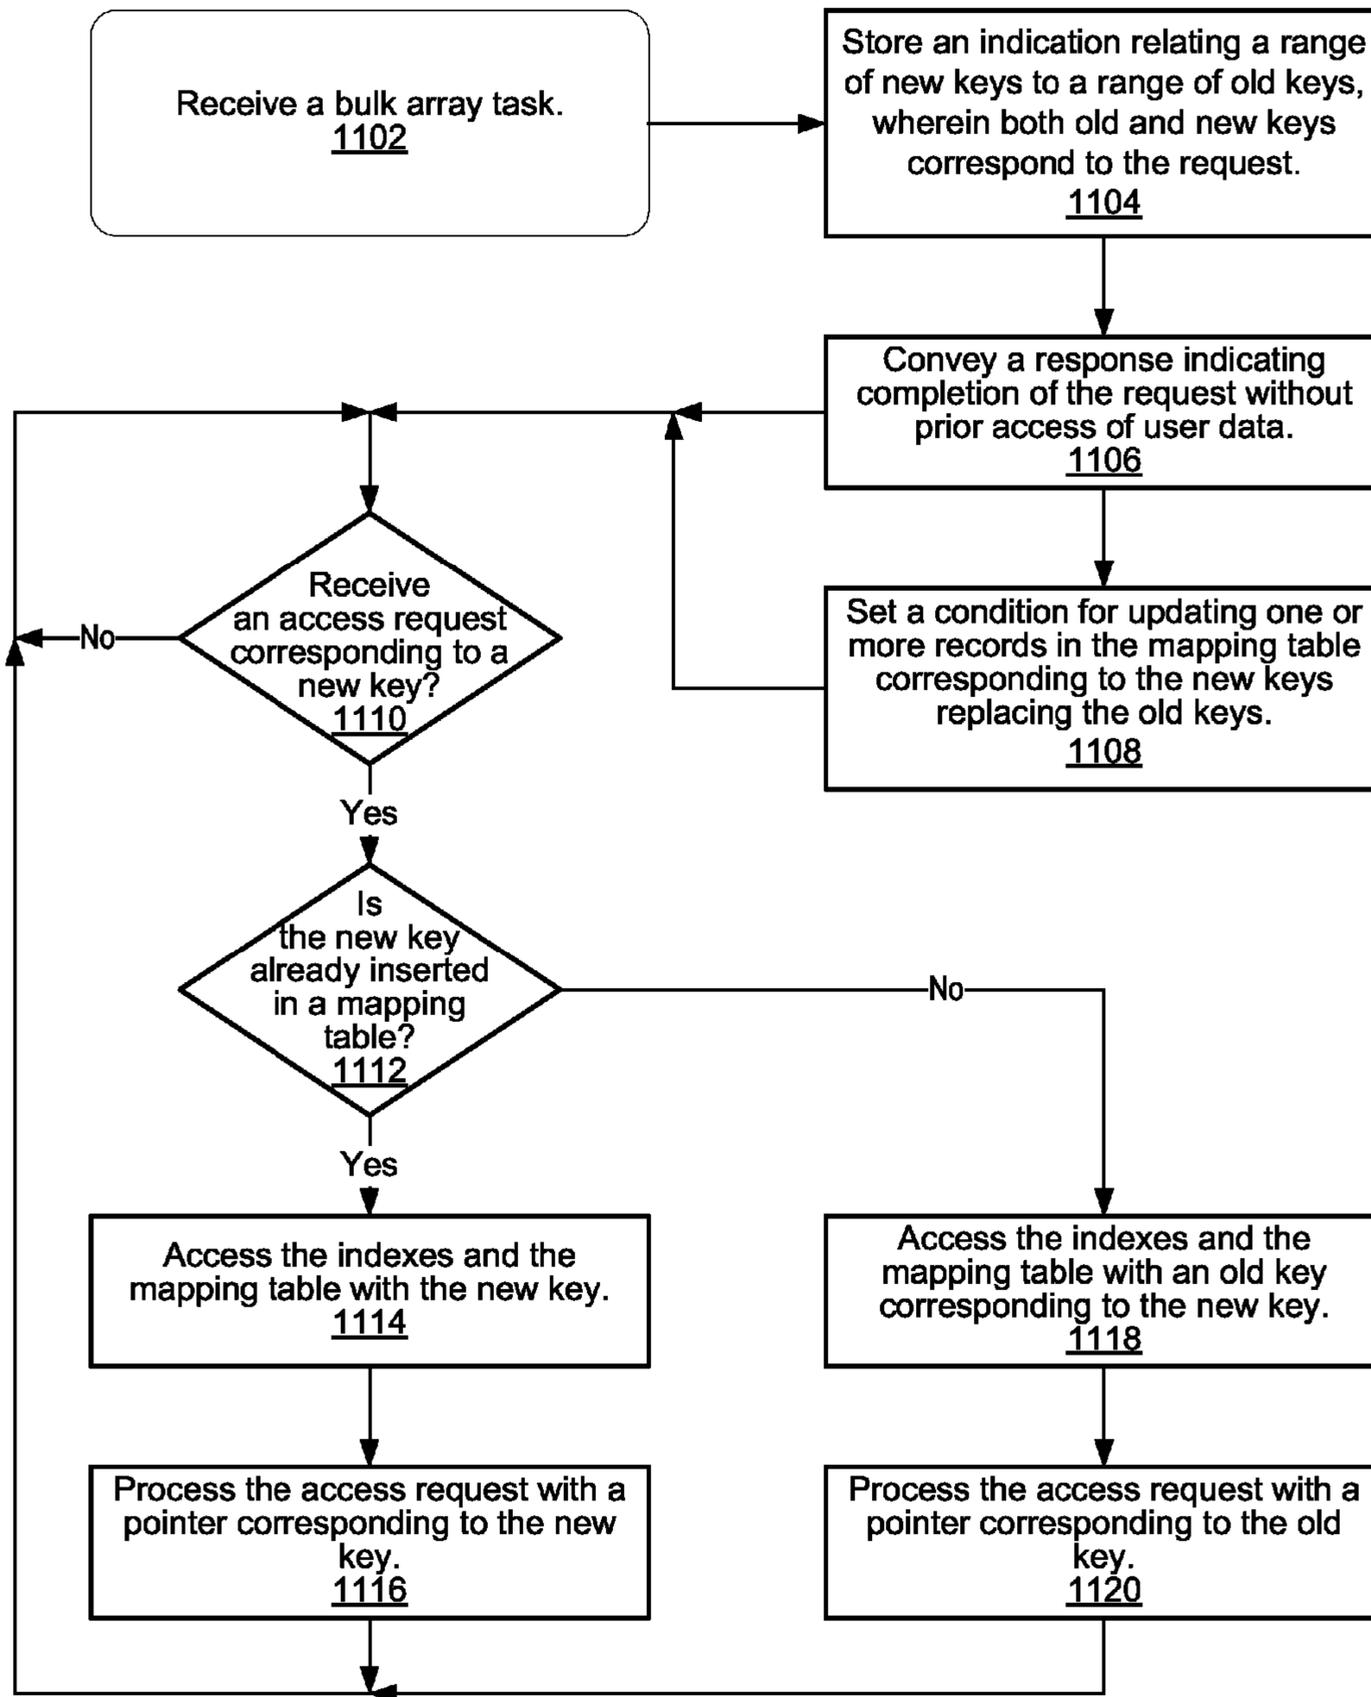 Receive a bulk array task.
1102
Store an indication relating a range
of new keys to a range of old keys,
wherein both old and new keys
correspond to the request.
1104
Convey a response indicating
completion of the request without
prior access of user data.
1106
Set a condition for updating one or
more records in the mapping table
corresponding to the new keys
replacing the old keys.
1108
Receive
an access request
corresponding to a
new key?
1110
No
Yes
Is
the new key
already inserted
in a mapping
table?
1112
No
Yes
Access the indexes and the
mapping table with the new key.
1114
Access the indexes and the
mapping table with an old key
corresponding to the new key.
1118
Process the access request with a
pointer corresponding to the new
key.
1116
Process the access request with a
pointer corresponding to the old
key.
1120